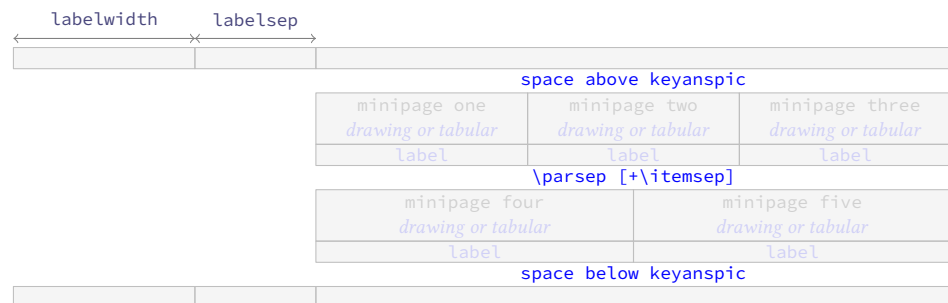 labelwidth labelsep
space above keyanspic
minipage one minipage two minipage three
drawing or tabular drawing or tabular drawing or tabular
label label label
\parsep [+\itemsep]
minipage four minipage five
drawing or tabular drawing or tabular
label label
space below keyanspic